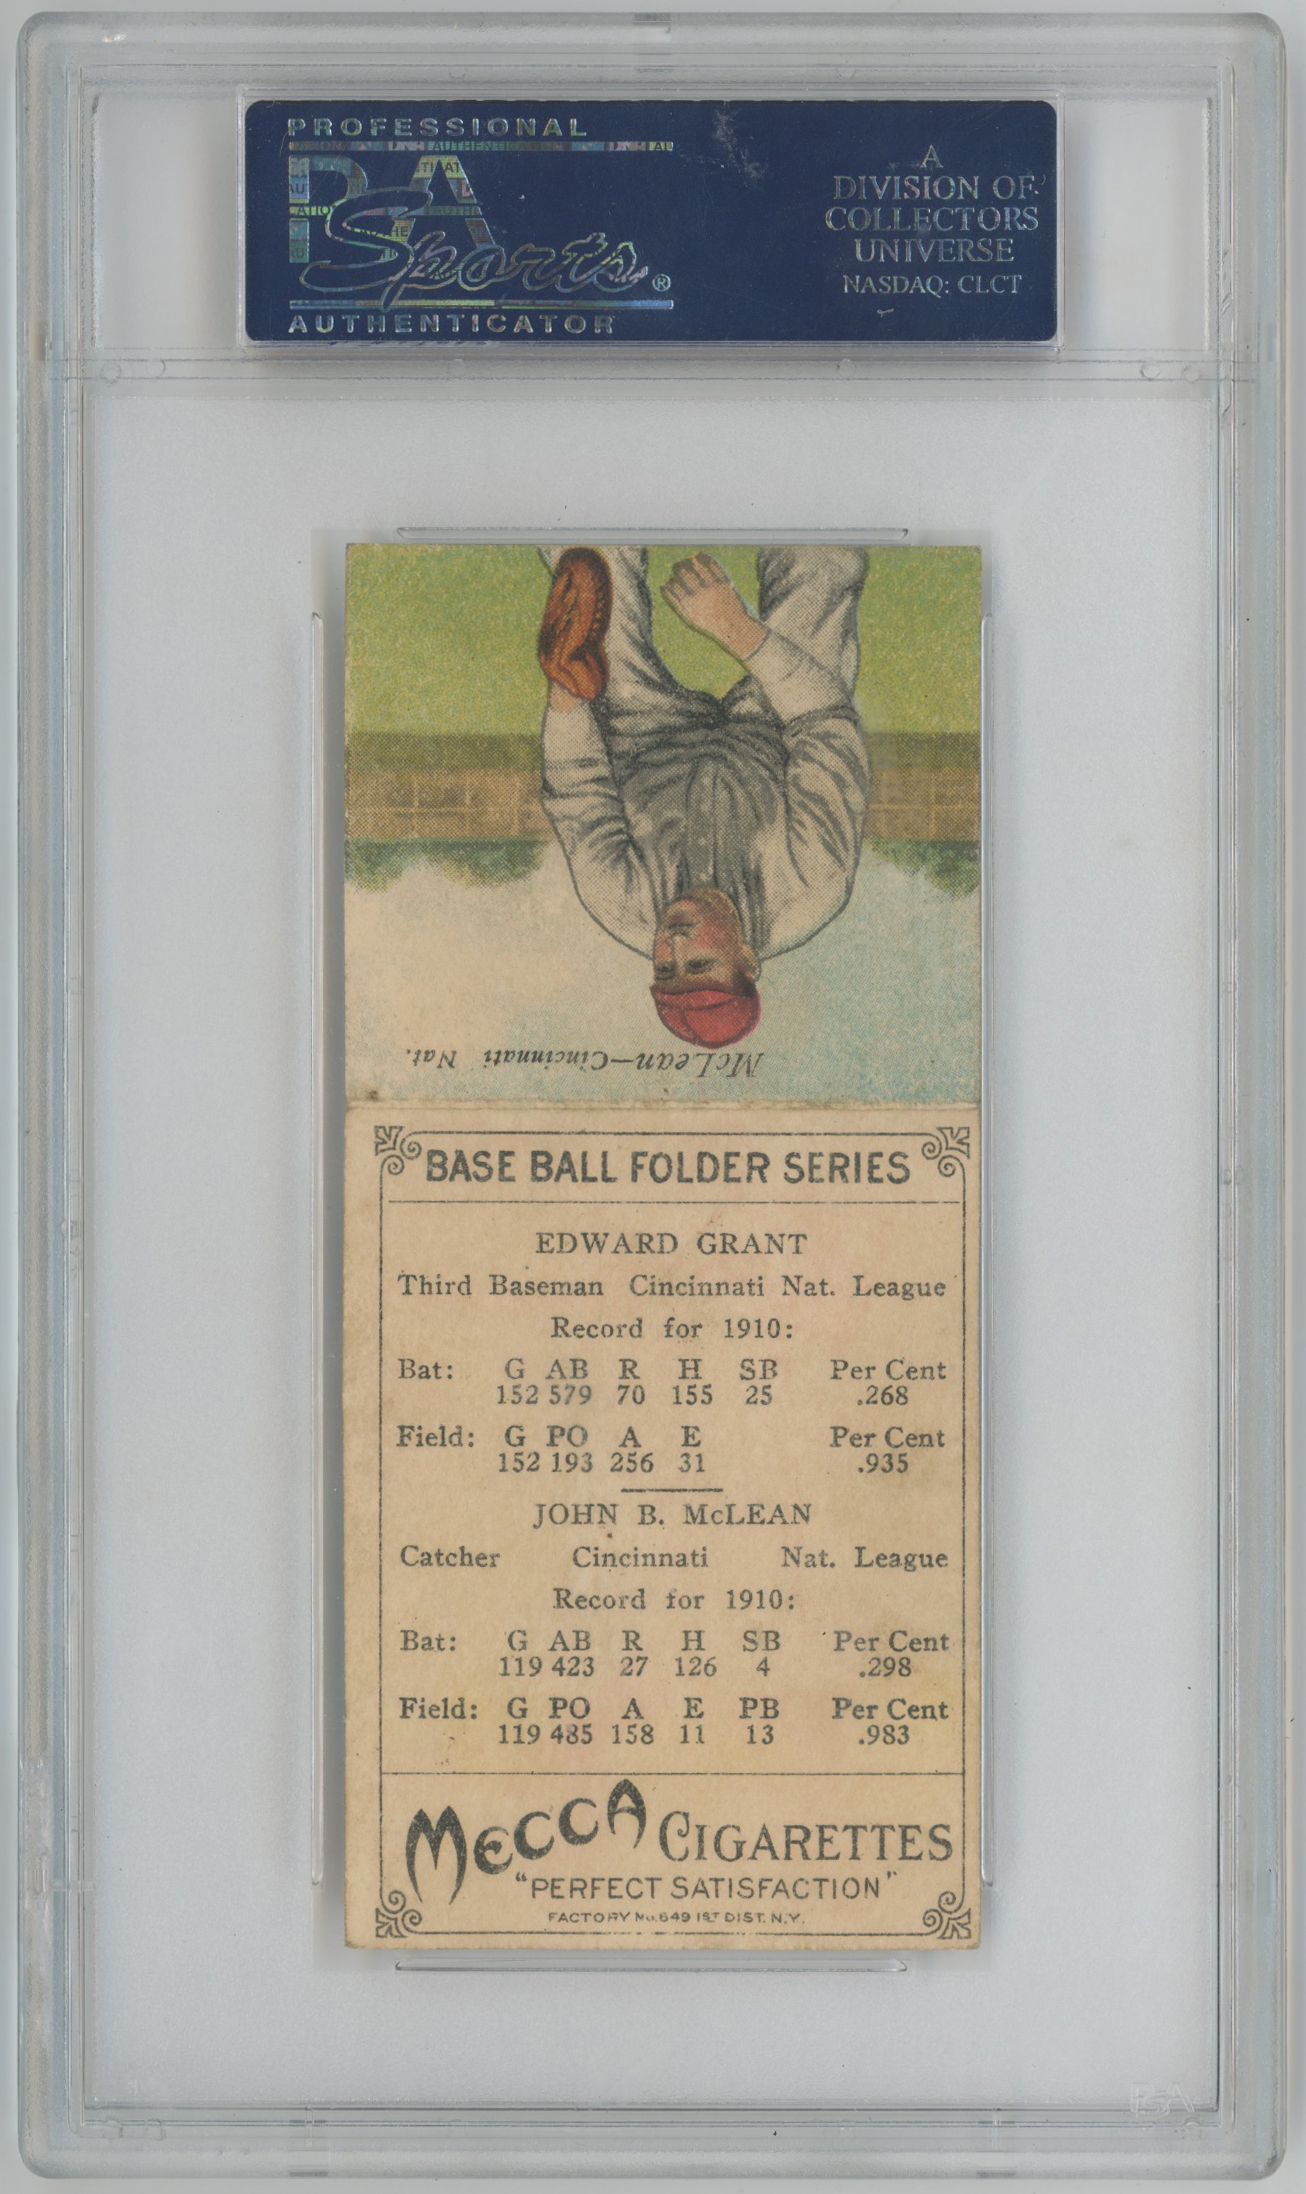 PROFESSIONAL
PSA
Sports®
AUTHENTICATOR
A
DIVISION OF
COLLECTORS
UNIVERSE
NASDAQ: CLCT
McLean—Cincinnati Nat.
BASE BALL FOLDER SERIES
EDWARD GRANT
Third Baseman Cincinnati Nat. League
Record for 1910:
Bat: G AB R H SB Per Cent
152 579 70 155 25 .268
Field: G PO A E Per Cent
152 193 256 31 .935
JOHN B. McLEAN
Catcher Cincinnati Nat. League
Record for 1910:
Bat: G AB R H SB Per Cent
119 423 27 126 4 .298
Field: G PO A E PB Per Cent
119 485 158 11 13 .983
MECCA CIGARETTES
"PERFECT SATISFACTION"
FACTORY No. 649 1ST DIST. N.Y.
PSA